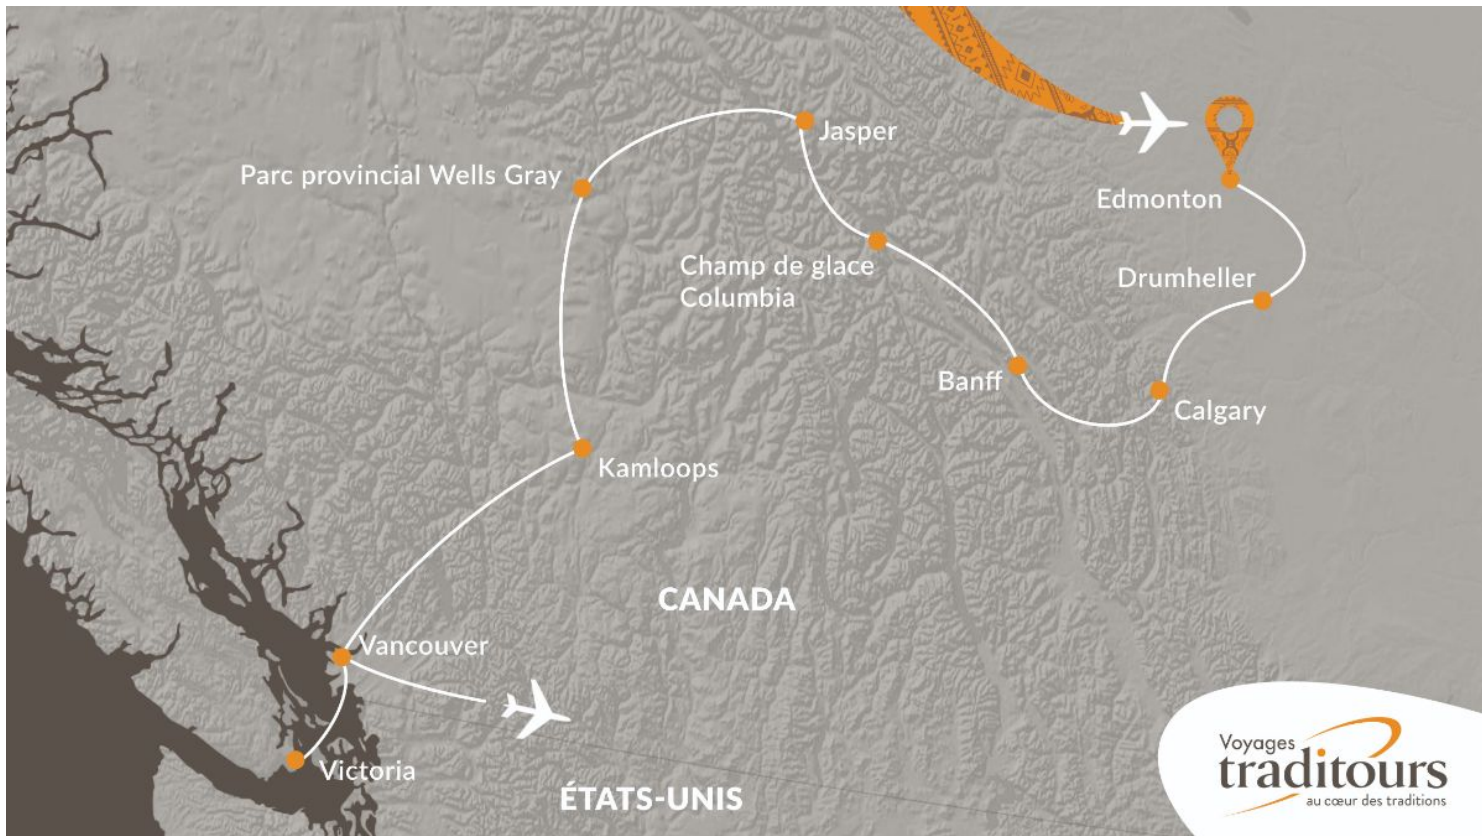 Jasper
Parc provincial Wells Gray
Edmonton
Champ de glace
Columbia
Drumheller
Banff
Calgary
Kamloops
CANADA
Vancouver
Victoria
ÉTATS-UNIS
Voyages
traditours
au cœur des traditions